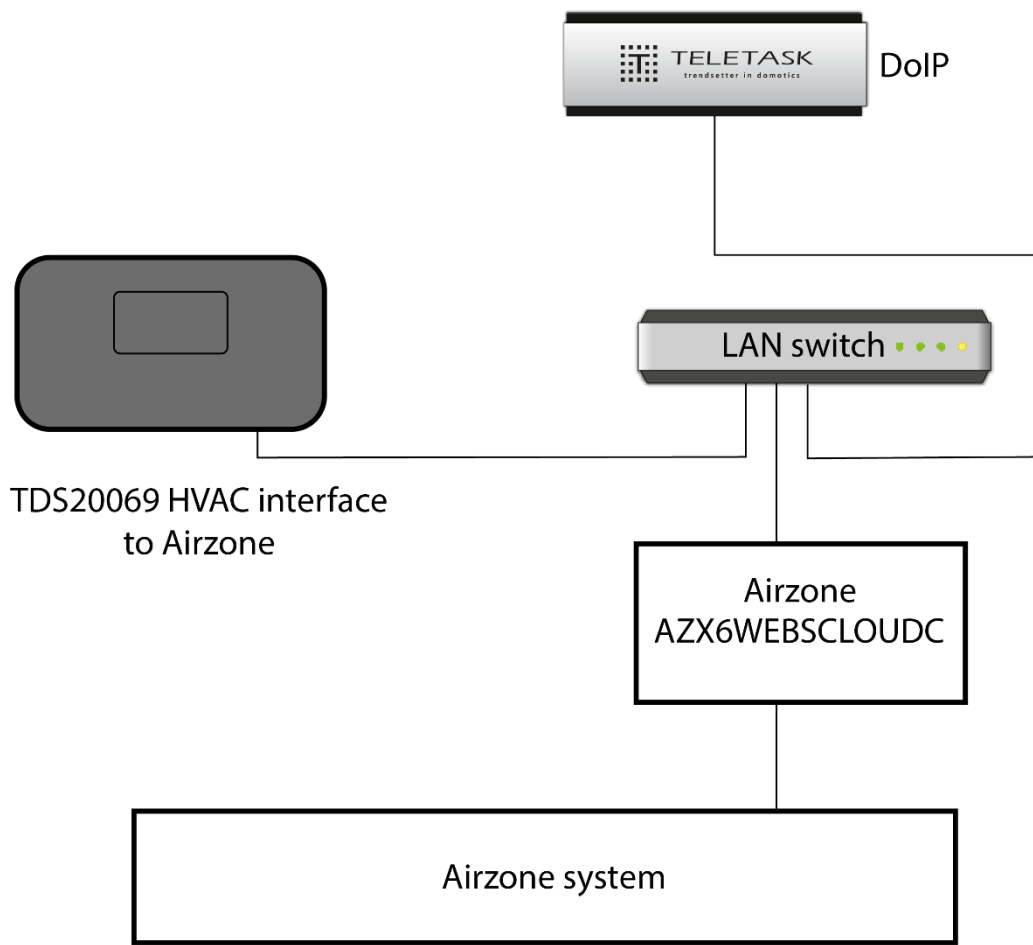 TELETASK
trendsetter in domotics
DoIP
LAN switch
TDS20069 HVAC interface
to Airzone
Airzone
AZX6WEBSCLOUDC
Airzone system